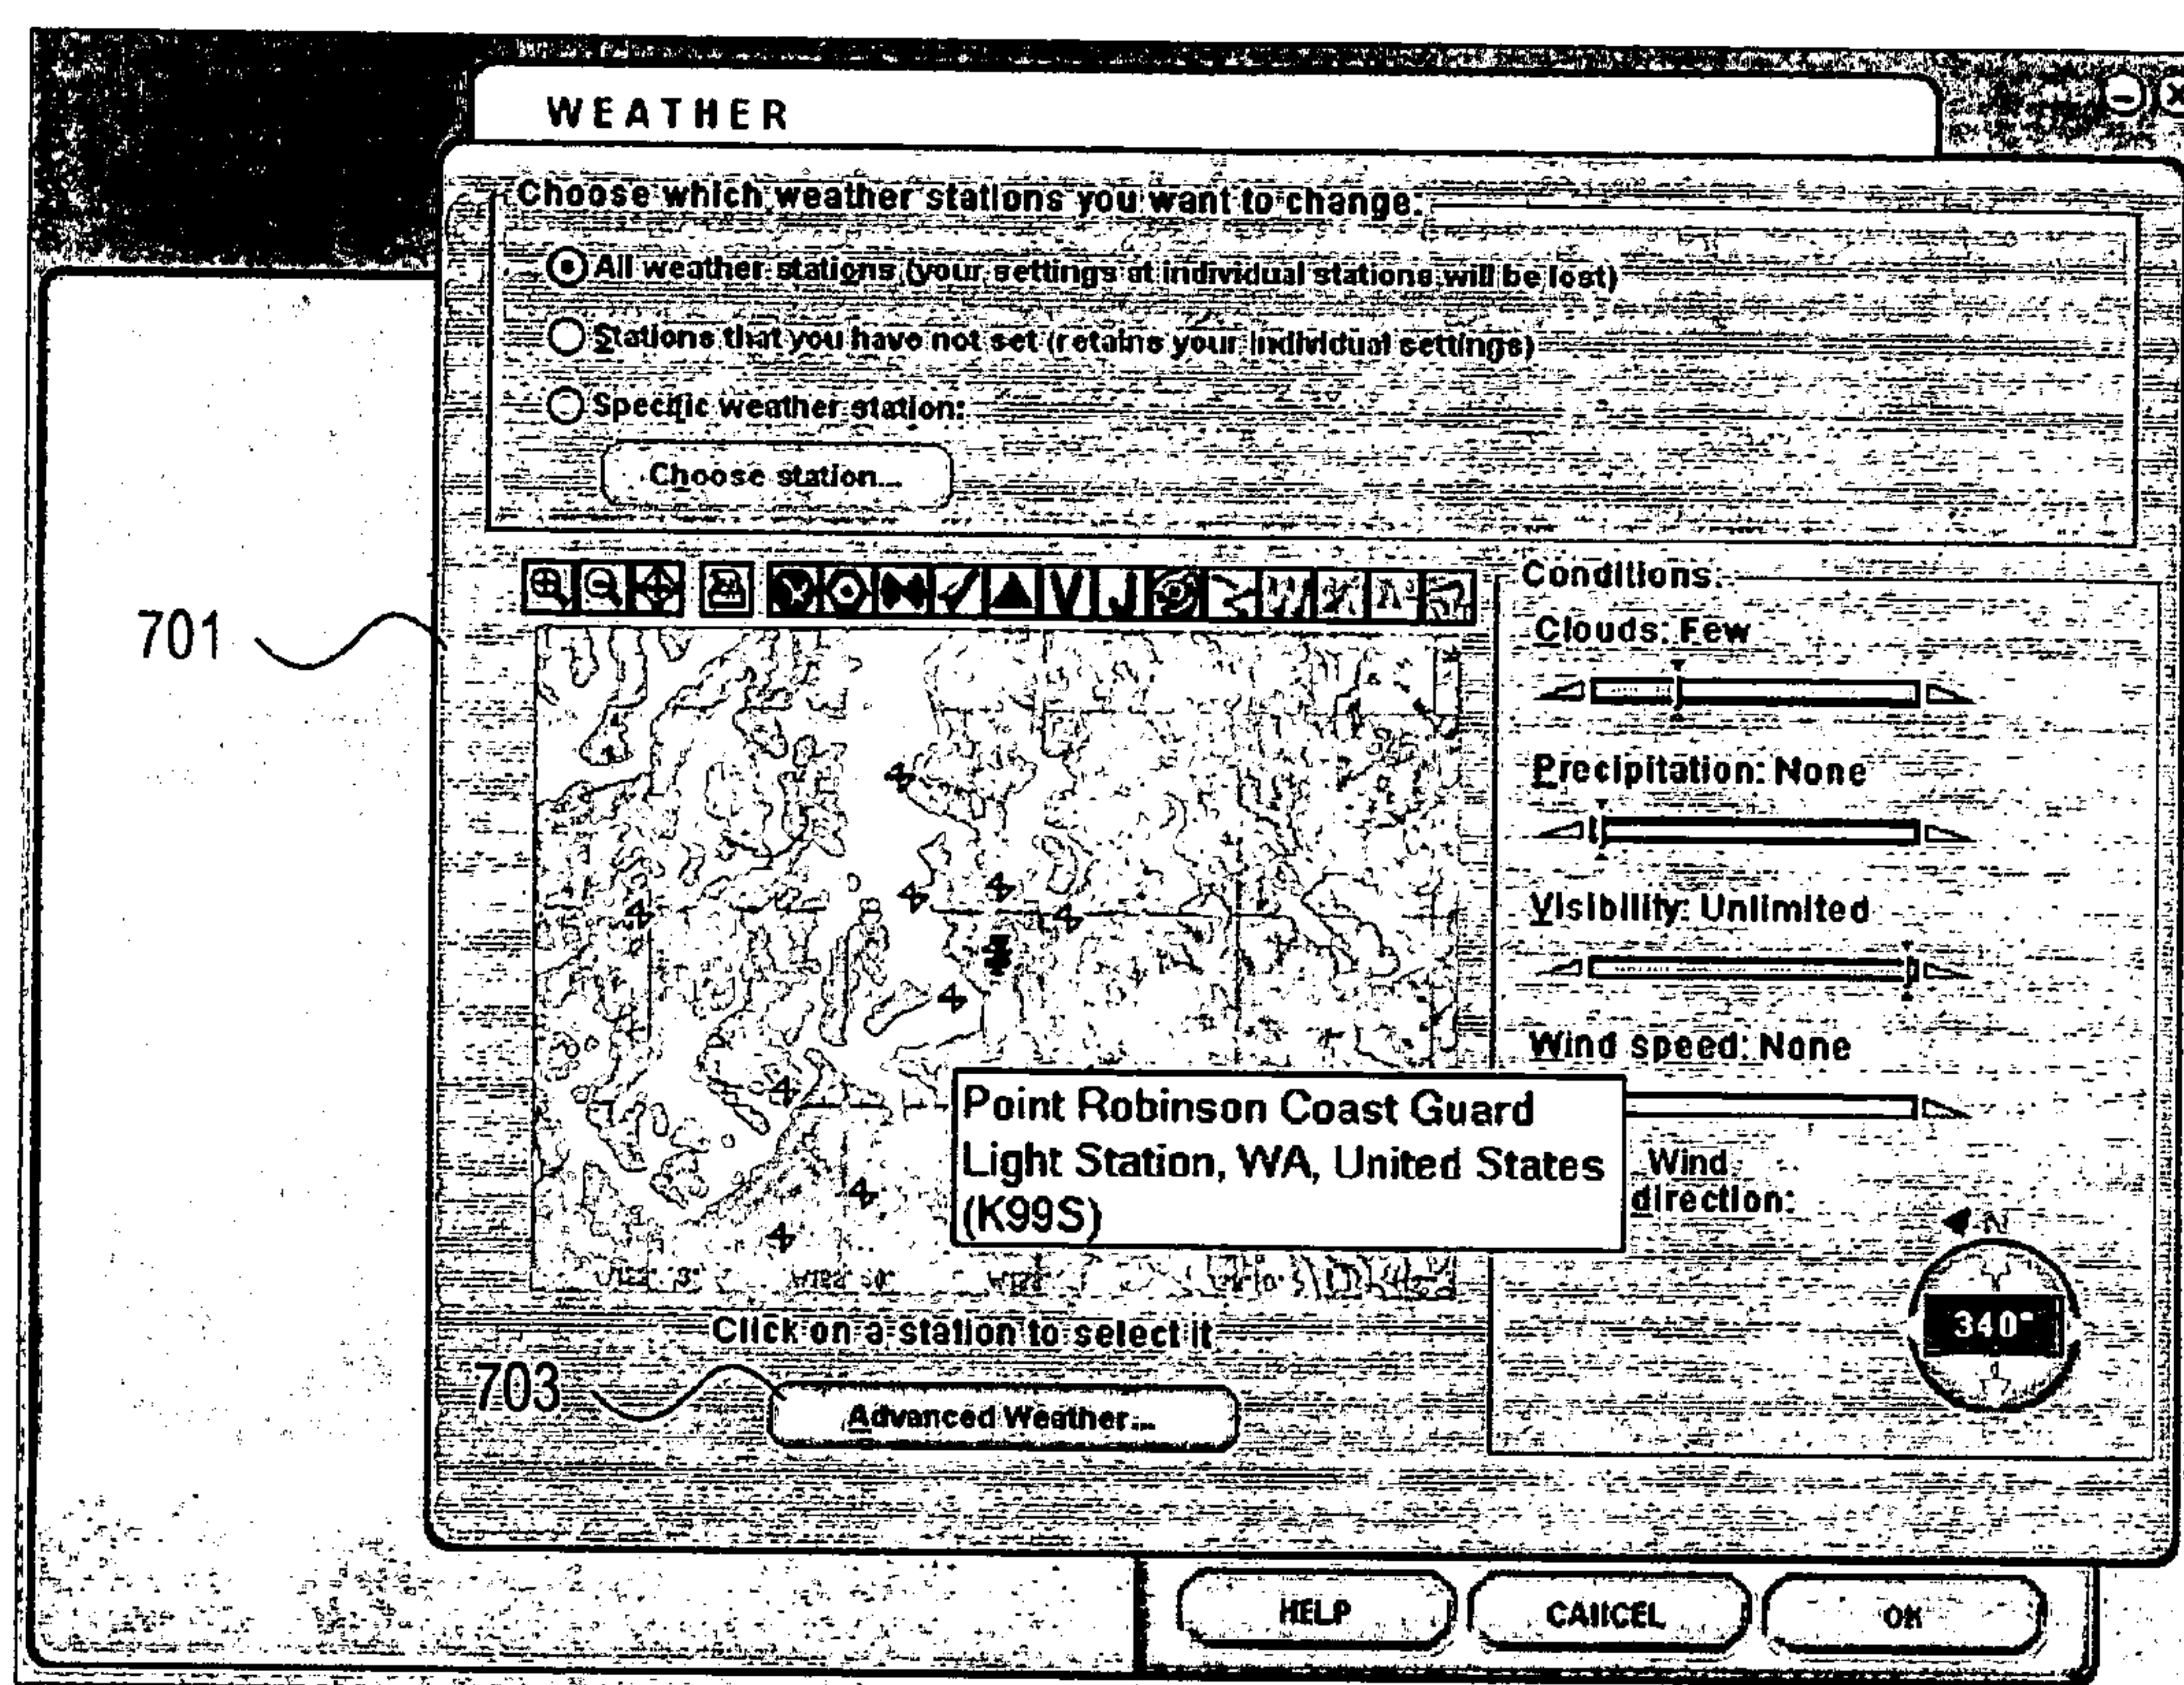 WEATHER
Choose which weather stations you want to change:
All weather stations (your settings at individual stations will be lost)
Stations that you have not set (retains your individual settings)
Specific weather station:
Choose station...
Conditions:
Clouds: Few
Precipitation: None
Visibility: Unlimited
Wind speed: None
Wind
direction:
N
340°
701
Point Robinson Coast Guard
Light Station, WA, United States
(K99S)
Click on a station to select it
703
Advanced Weather...
HELP
CANCEL
OK